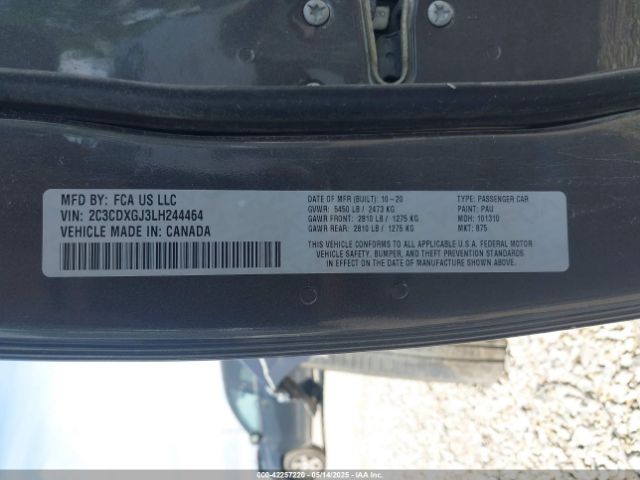 MFD BY: FCA US LLC
VIN: 2C3CDXGJ3LH244464
VEHICLE MADE IN: CANADA
DATE OF MFR (BUILT): 10-20
GVWR: 5450 LB / 2473 KG
GAWR FRONT: 2810 LB / 1275 KG
GAWR REAR: 2810 LB / 1275 KG
TYPE: PASSENGER CAR
PAINT: PAU
MDH: 101310
MKT: 875
THIS VEHICLE CONFORMS TO ALL APPLICABLE U.S.A. FEDERAL MOTOR
VEHICLE SAFETY, BUMPER, AND THEFT PREVENTION STANDARDS
IN EFFECT ON THE DATE OF MANUFACTURE SHOWN ABOVE.
000-42257220 - 05/14/2025 - IAAI.COM